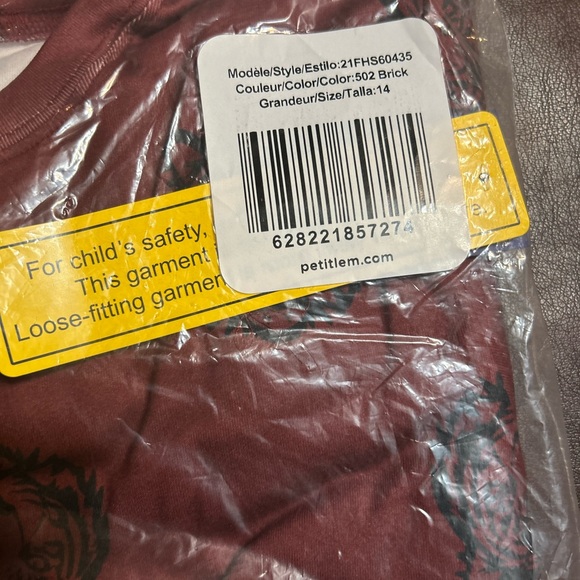 Modèle/Style/Estilo:21FHS60435
Couleur/Color/Color:502 Brick
Grandeur/Size/Talla:14
628221857274
petitlem.com
For child's safety,
This garment
Loose-fitting garmen